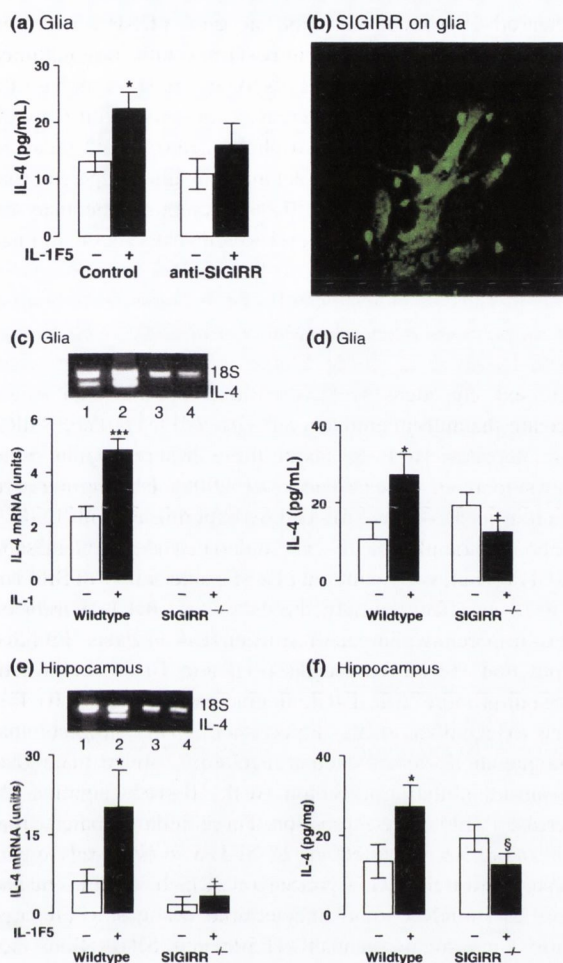 (a) Glia
30
20
10
0
IL-4 (pg/mL)
*
IL-1F5 – + – +
Control anti-SIGIRR
(b) SIGIRR on glia
(c) Glia
18S
IL-4
1 2 3 4
6
4
2
0
IL-4 mRNA (units)
***
IL-1 – + – +
Wildtype SIGIRR –/–
(d) Glia
40
20
0
IL-4 (pg/mL)
*
+
– + – +
Wildtype SIGIRR –/–
(e) Hippocampus
18S
IL-4
1 2 3 4
30
15
0
IL-4 mRNA (units)
*
+
IL-1F5 – + – +
Wildtype SIGIRR –/–
(f) Hippocampus
40
20
0
IL-4 (pg/mg)
*
§
– + – +
Wildtype SIGIRR –/–